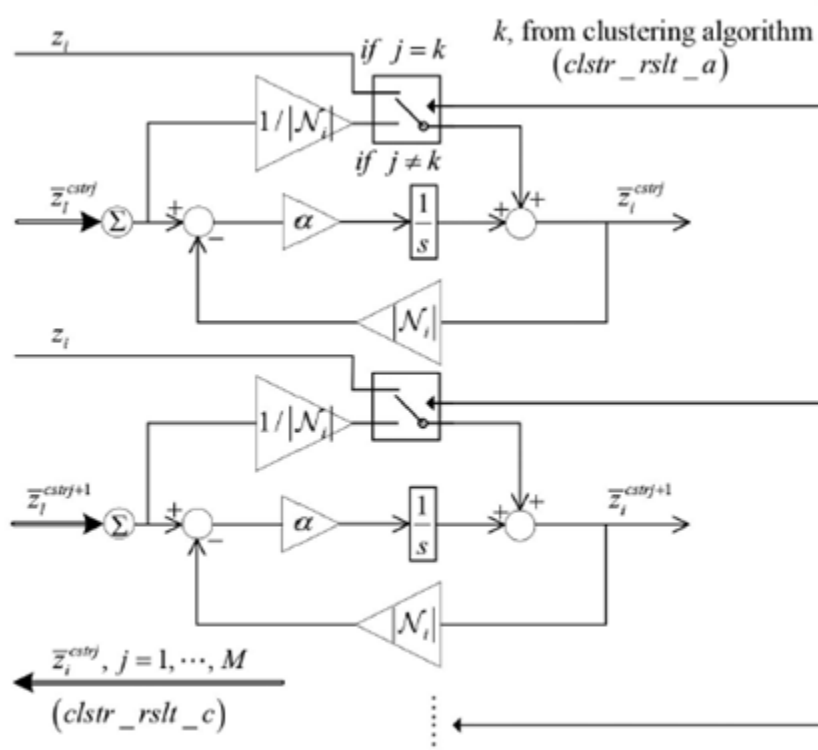 z_i
if j = k
k, from clustering algorithm
(clstr_rslt_a)
1/|𝒩_i|
if j ≠ k
z̅_l^cstrj
Σ
+
−
α
1/s
+
+
z̅_i^cstrj
|𝒩_i|
z_i
1/|𝒩_i|
z̅_l^cstrj+1
Σ
+
−
α
1/s
+
+
z̅_i^cstrj+1
|𝒩_i|
z̅_i^cstrj, j = 1, ⋯, M
(clstr_rslt_c)